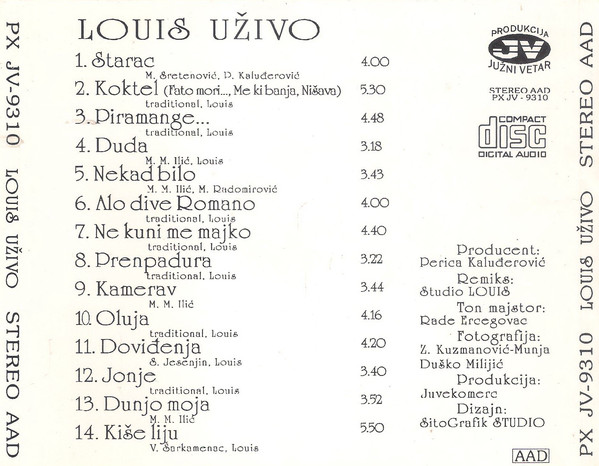 PX JV-9310 LOUIS UŽIVO STEREO AAD
LOUIS UŽIVO
1. Starac 4.00
M. Sretenović, P. Kaluđerović
2. Koktel (Fato mori..., Me ki banja, Nišava) 5.30
traditional, Louis
3. Piramange... 4.48
traditional, Louis
4. Duda 3.18
M. M. Ilić, Louis
5. Nekad bilo 3.43
M. M. Ilić, M. Radomirović
6. Alo dive Romano 4.00
traditional, Louis
7. Ne kuni me majko 4.40
traditional, Louis
8. Prenpadura 3.22
traditional, Louis
9. Kamerav 3.44
M. M. Ilić
10. Oluja 4.16
traditional, Louis
11. Doviđenja 4.20
S. Jesenjin, Louis
12. Jonje 3.40
traditional, Louis
13. Dunjo moja 3.52
M. M. Ilić
14. Kiše liju 5.50
V. Šarkamenac, Louis
PRODUKCIJA
JV
JUŽNI VETAR
STEREO AAD
PX JV - 9310
COMPACT
disc
DIGITAL AUDIO
Producent:
Perica Kaluđerović
Remiks:
Studio LOUIS
Ton majstor:
Rade Ercegovac
Fotografija:
Z. Kuzmanović-Munja
Duško Milijić
Produkcija:
Juvekomerc
Dizajn:
SitoGrafik STUDIO
AAD
PX JV-9310 LOUIS UŽIVO STEREO AAD